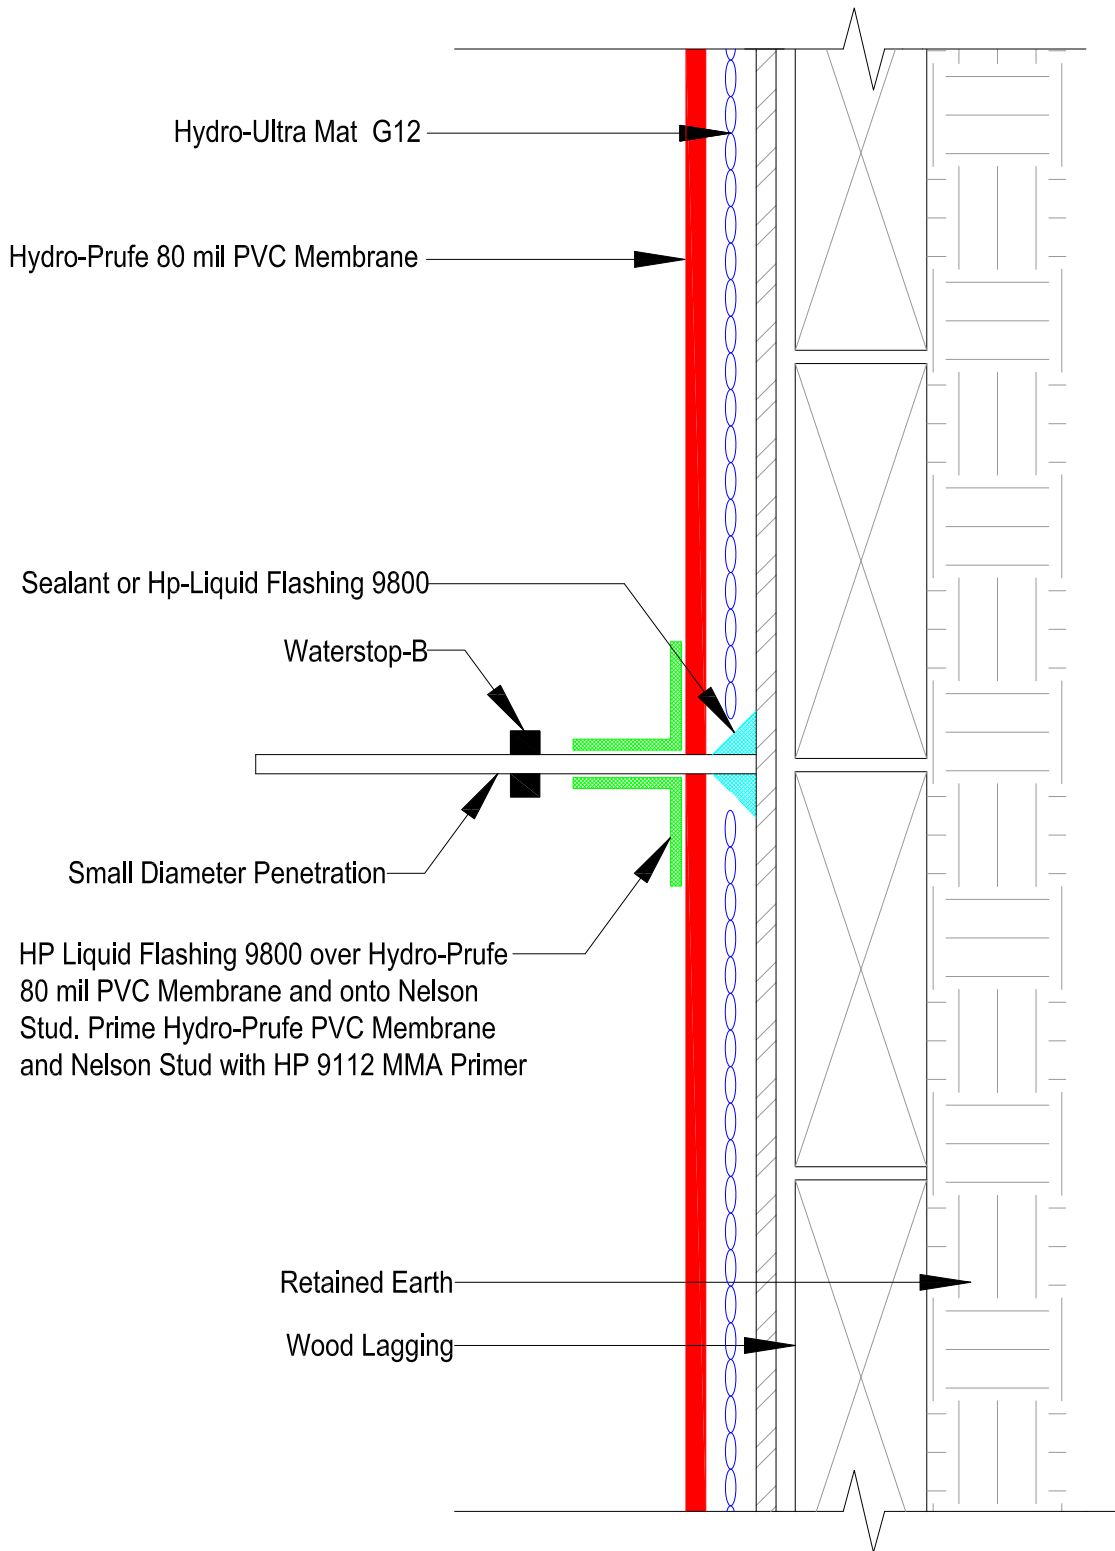 Hydro-Ultra Mat  G12
Hydro-Prufe 80 mil PVC Membrane
Sealant or Hp-Liquid Flashing 9800
Waterstop-B
Small Diameter Penetration
HP Liquid Flashing 9800 over Hydro-Prufe
80 mil PVC Membrane and onto Nelson
Stud. Prime Hydro-Prufe PVC Membrane
and Nelson Stud with HP 9112 MMA Primer
Retained Earth
Wood Lagging